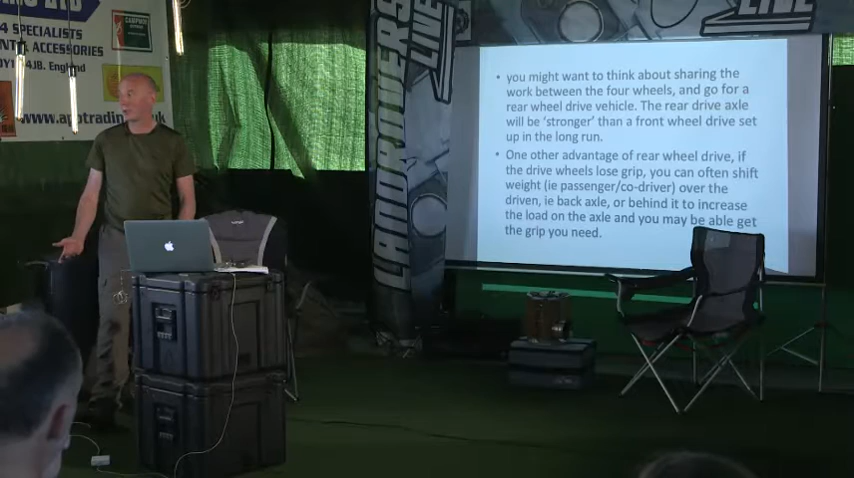 4 SPECIALISTS
& ACCESSORIES
LIVE
LANDROVERS
LIVE
• you might want to think about sharing the
work between the four wheels, and go for a
rear wheel drive vehicle. The rear drive axle
will be ‘stronger’ than a front wheel drive set
up in the long run.
• One other advantage of rear wheel drive, if
the drive wheels lose grip, you can often shift
weight (ie passenger/co-driver) over the
driven, ie back axle, or behind it to increase
the load on the axle and you may be able get
the grip you need.